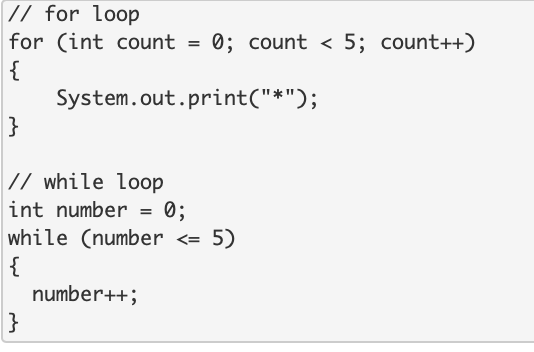 // for loop
for (int count = 0; count < 5; count++)
{
    System.out.print("*");
}

// while loop
int number = 0;
while (number <= 5)
{
  number++;
}